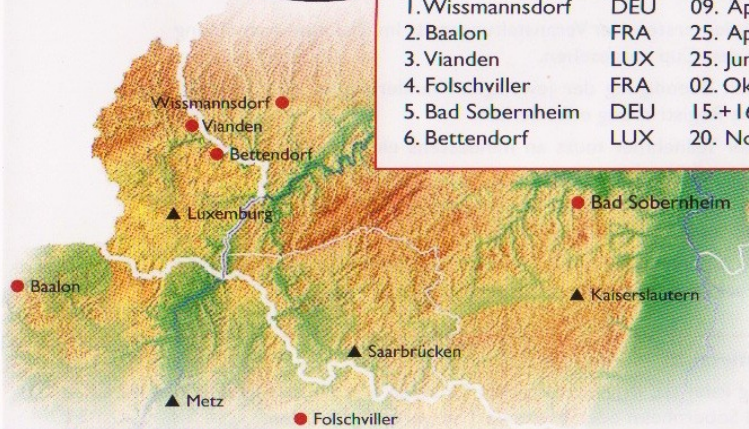 1. Wissmannsdorf DEU 09. Ap
2. Baalon FRA 25. Ap
3. Vianden LUX 25. Jun
4. Folschviller FRA 02. Ok
5. Bad Sobernheim DEU 15.+16
6. Bettendorf LUX 20. No
Wissmannsdorf
Vianden
Bettendorf
Luxemburg
Bad Sobernheim
Baalon
Kaiserslautern
Saarbrücken
Metz
Folschviller